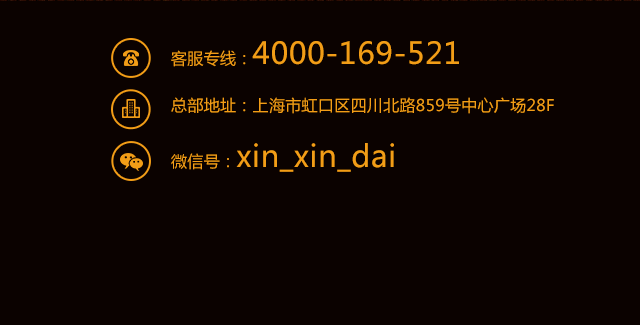 客服专线：4000-169-521
总部地址：上海市虹口区四川北路859号中心广场28F
微信号：xin_xin_dai